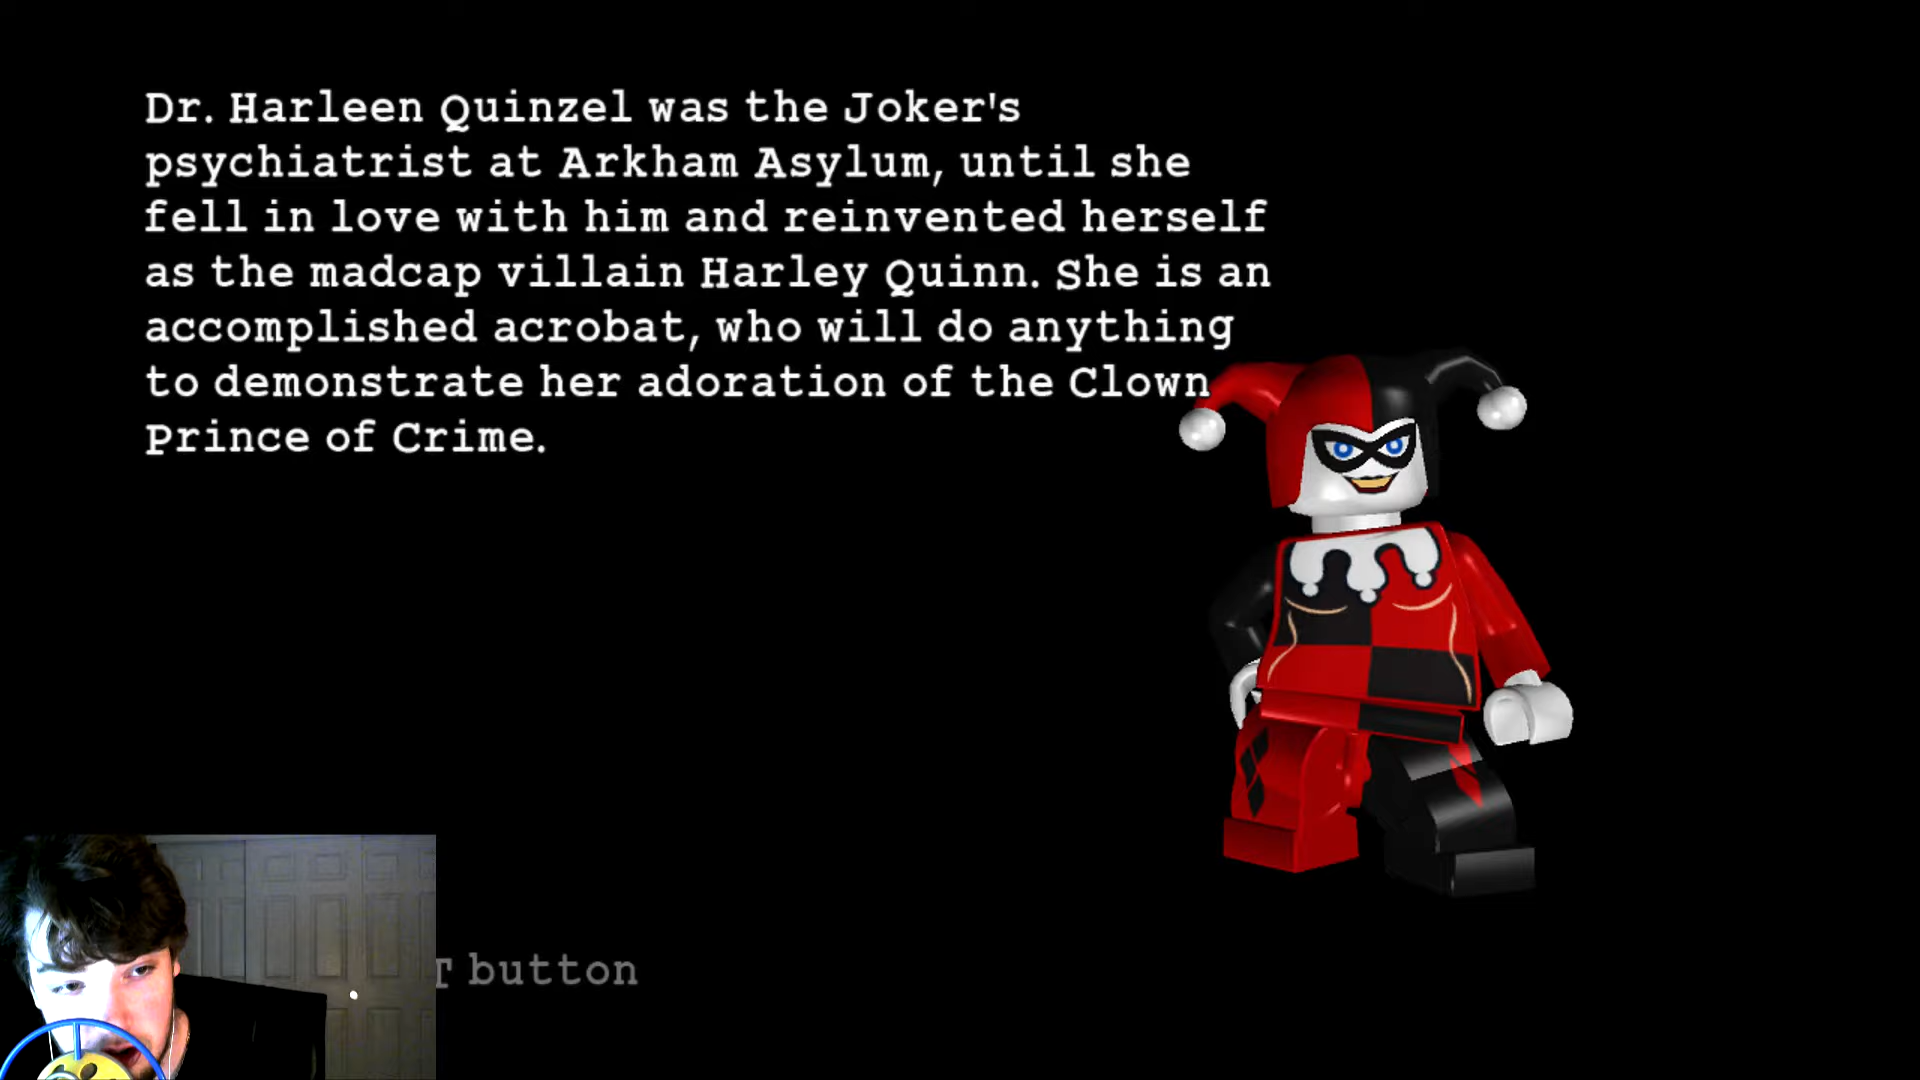 Dr. Harleen Quinzel was the Joker's
psychiatrist at Arkham Asylum, until she
fell in love with him and reinvented herself
as the madcap villain Harley Quinn. She is an
accomplished acrobat, who will do anything
to demonstrate her adoration of the Clown
Prince of Crime.
button